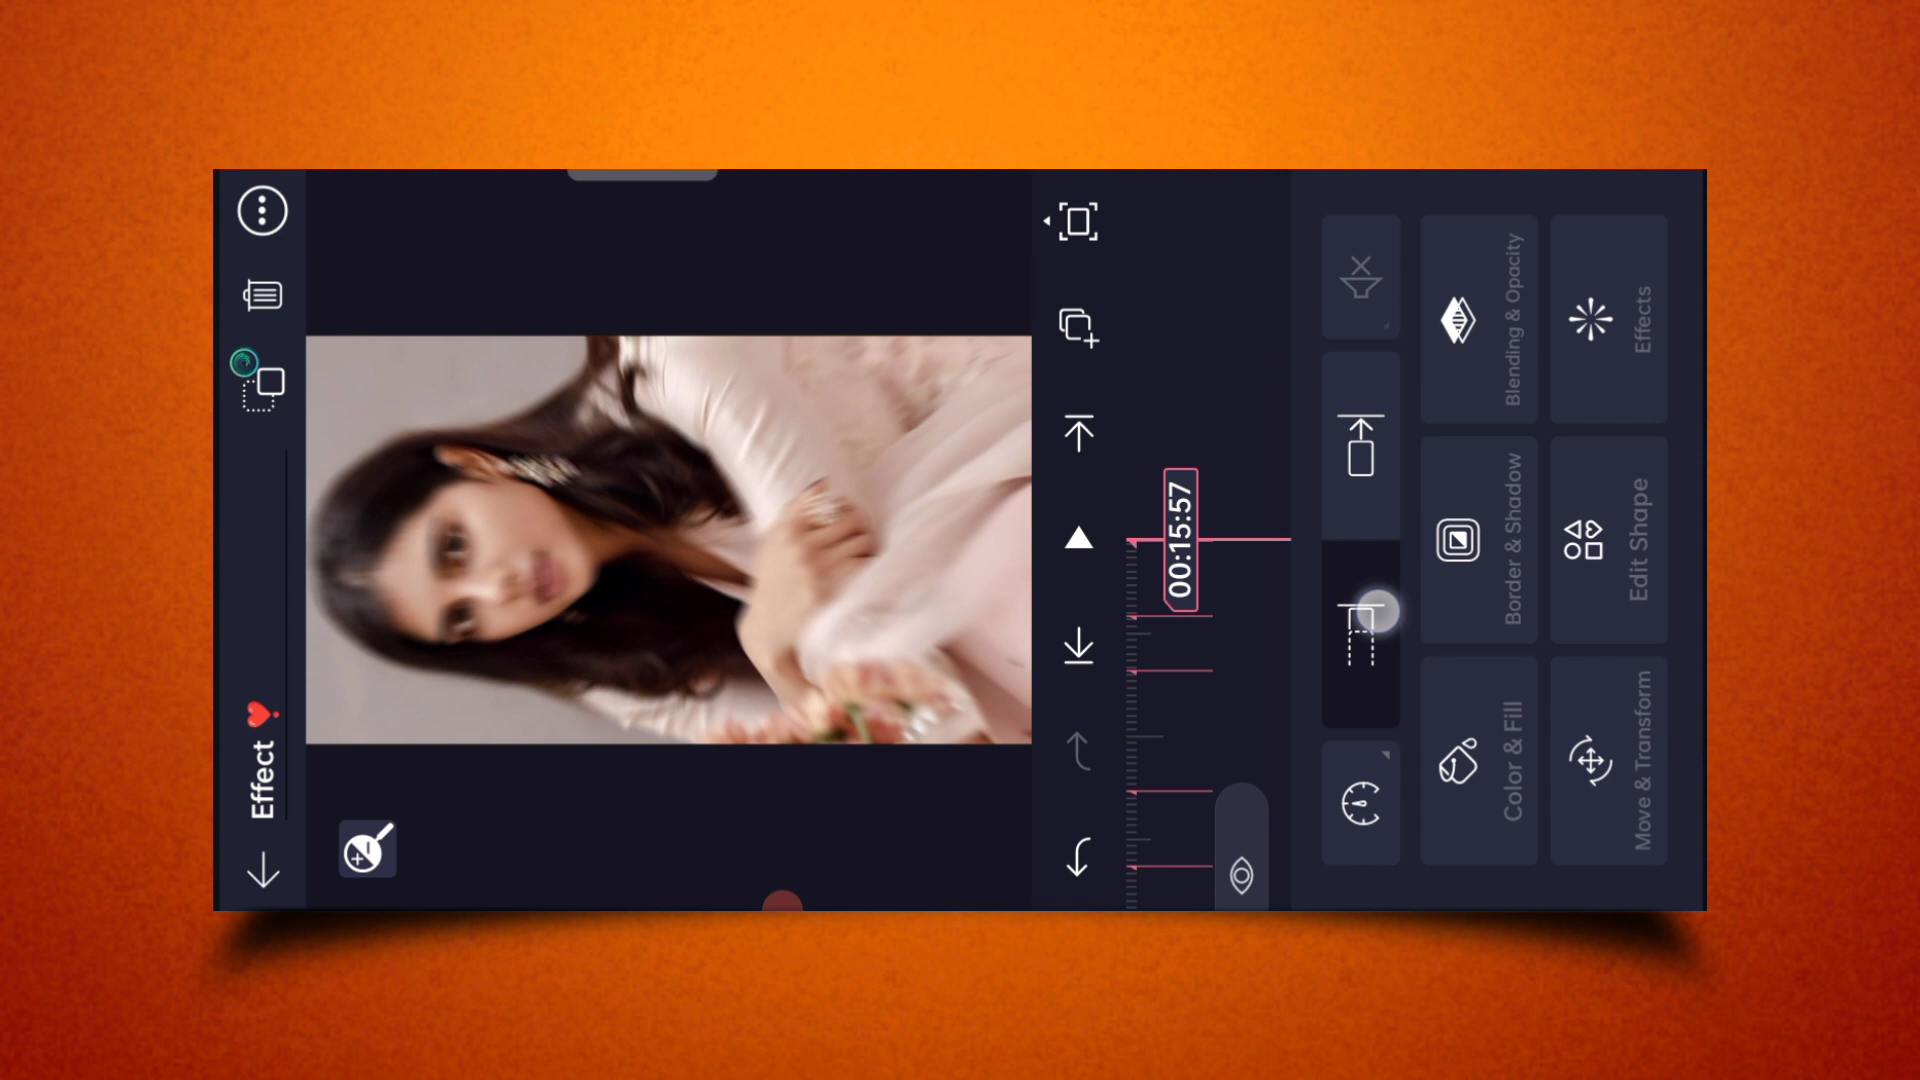 Effect ❣️
00:15:57
Color & Fill
Border & Shadow
Blending & Opacity
Move & Transform
Edit Shape
Effects